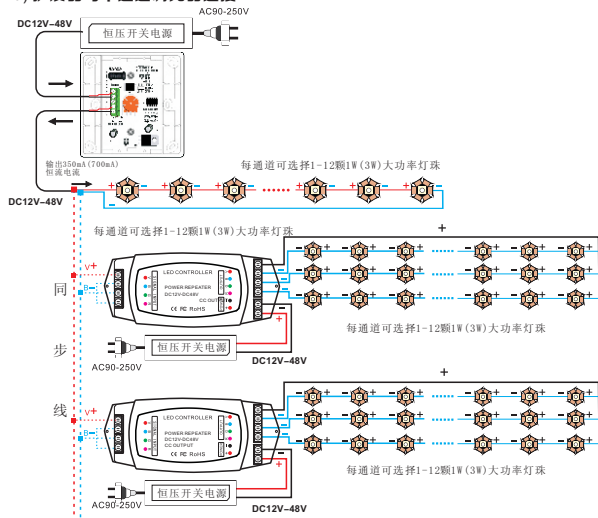 AC90-250V
DC12V-48V
恒压开关电源
输出350mA(700mA)
恒流电流
每通道可选择1-12颗1W(3W)大功率灯珠
DC12V-48V
每通道可选择1-12颗1W(3W)大功率灯珠
同
步
线
V+
B-
LED CONTROLLER
POWER REPEATER
DC12V-DC48V
CC OUT
CE FC RoHS
每通道可选择1-12颗1W(3W)大功率灯珠
恒压开关电源
AC90-250V
DC12V-48V
V+
B-
LED CONTROLLER
POWER REPEATER
DC12V-DC48V
CC OUTPUT
CE FC RoHS
每通道可选择1-12颗1W(3W)大功率灯珠
恒压开关电源
AC90-250V
DC12V-48V